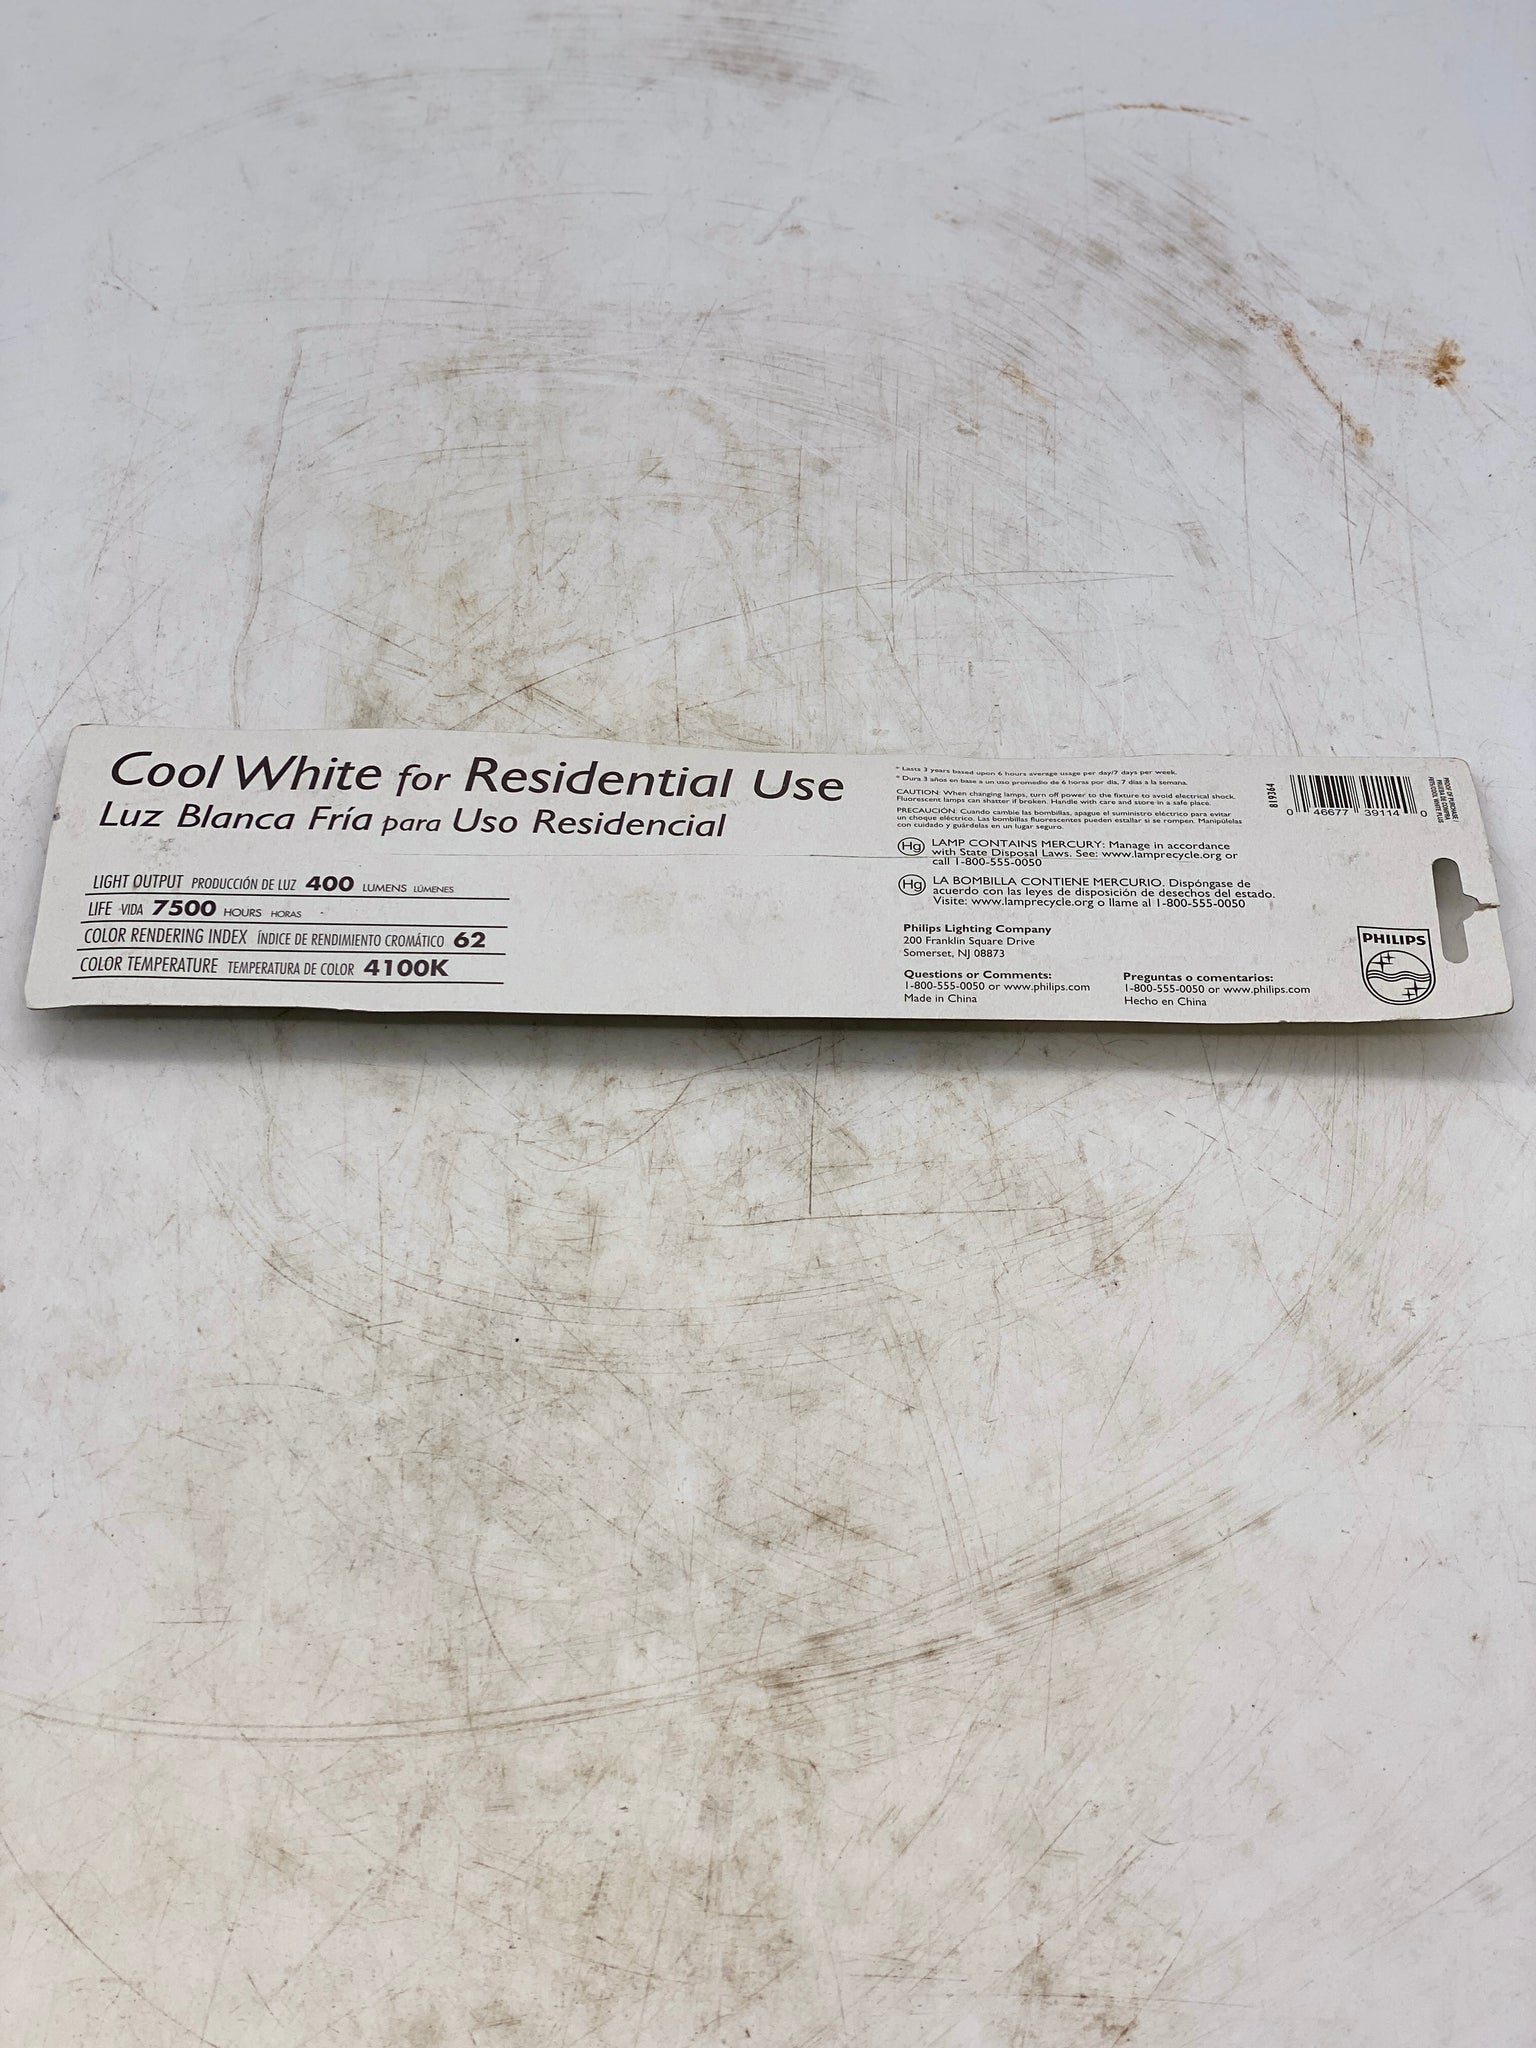 Cool White for Residential Use
Luz Blanca Fría para Uso Residencial
LIGHT OUTPUT PRODUCCIÓN DE LUZ 400 LUMENS LÚMENES
LIFE VIDA 7500 HOURS HORAS
COLOR RENDERING INDEX ÍNDICE DE RENDIMIENTO CROMÁTICO 62
COLOR TEMPERATURE TEMPERATURA DE COLOR 4100K
* Lasts 3 years based upon 6 hours average usage per day/7 days per week.
* Dura 3 años en base a un uso promedio de 6 horas por día, 7 días a la semana.
CAUTION: When changing lamps, turn off power to the fixture to avoid electrical shock.
Fluorescent lamps can shatter if broken. Handle with care and store in a safe place.
PRECAUCIÓN: Cuando cambie las bombillas, apague el suministro eléctrico para evitar
un choque eléctrico. Las bombillas fluorescentes pueden estallar si se rompen. Manipúlelas
con cuidado y guárdelas en un lugar seguro.
Hg LAMP CONTAINS MERCURY: Manage in accordance
with State Disposal Laws. See: www.lamprecycle.org or
call 1-800-555-0050
Hg LA BOMBILLA CONTIENE MERCURIO. Dispóngase de
acuerdo con las leyes de disposición de desechos del estado.
Visite: www.lamprecycle.org o llame al 1-800-555-0050
Philips Lighting Company
200 Franklin Square Drive
Somerset, NJ 08873
Questions or Comments:
1-800-555-0050 or www.philips.com
Made in China
Preguntas o comentarios:
1-800-555-0050 or www.philips.com
Hecho en China
819264
0 46677 39114 0
PROOF OF PURCHASE /
PRUEBA DE COMPRA
COOL WHITE PLUS
PHILIPS